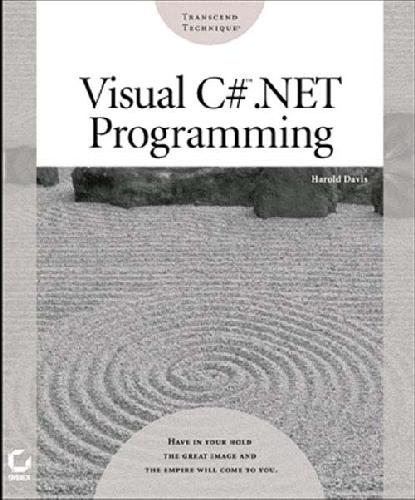 TRANSCEND
TECHNIQUE®
Visual C#™.NET
Programming
Harold Davis
HAVE IN YOUR HOLD
THE GREAT IMAGE AND
THE EMPIRE WILL COME TO YOU.
SYBEX